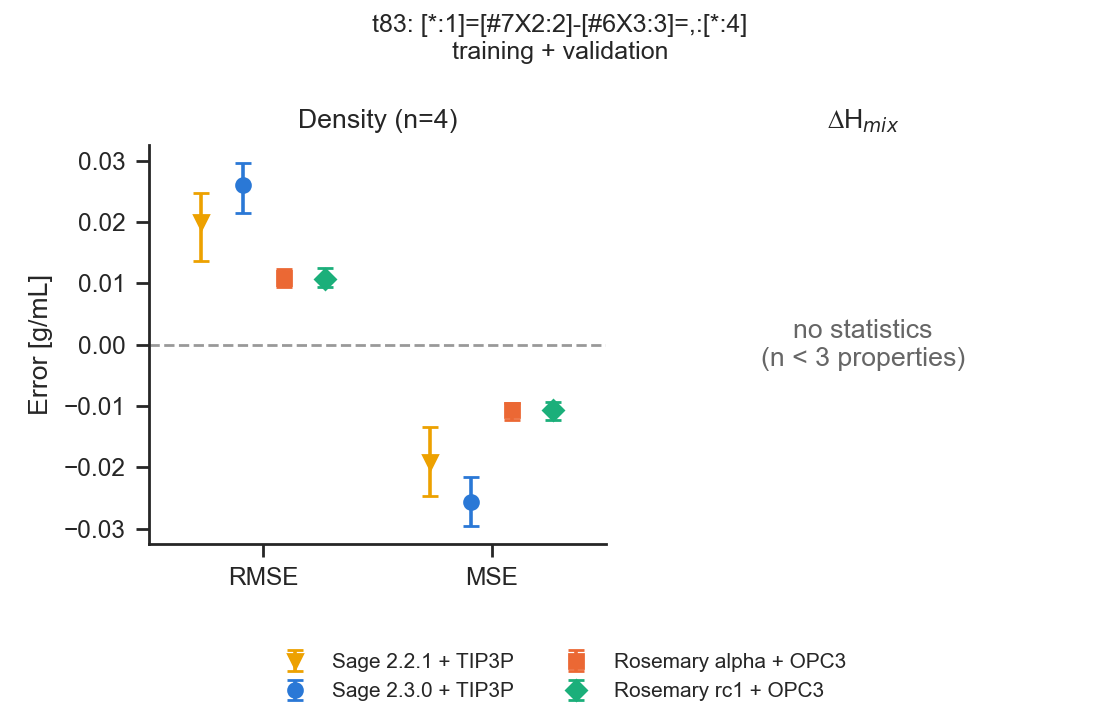 t83: [*:1]=[#7X2:2]-[#6X3:3]=,:[*:4]
training + validation
Density (n=4)
ΔH_mix
0.03
0.02
0.01
0.00
−0.01
−0.02
−0.03
Error [g/mL]
RMSE
MSE
no statistics
(n < 3 properties)
Sage 2.2.1 + TIP3P
Sage 2.3.0 + TIP3P
Rosemary alpha + OPC3
Rosemary rc1 + OPC3